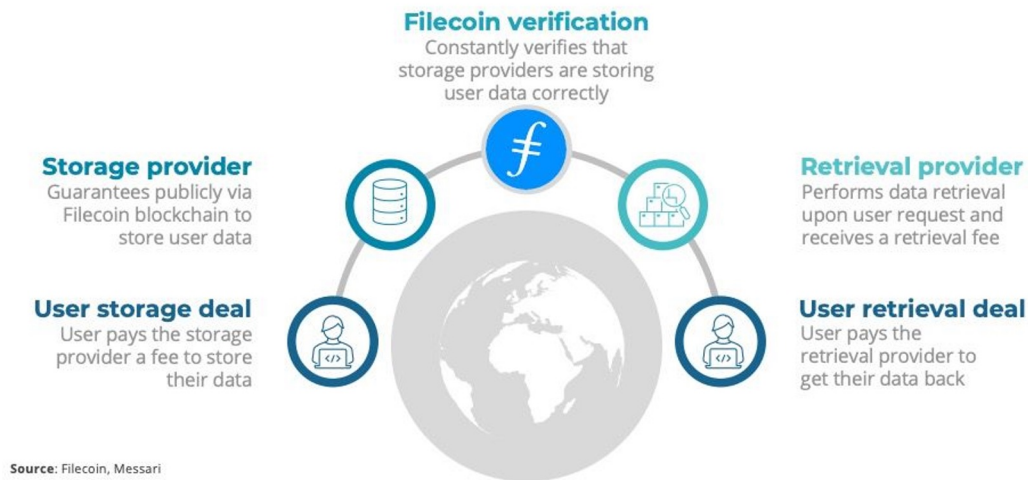 Filecoin verification
Constantly verifies that
storage providers are storing
user data correctly
Storage provider
Guarantees publicly via
Filecoin blockchain to
store user data
Retrieval provider
Performs data retrieval
upon user request and
receives a retrieval fee
User storage deal
User pays the storage
provider a fee to store
their data
User retrieval deal
User pays the
retrieval provider to
get their data back
Source: Filecoin, Messari